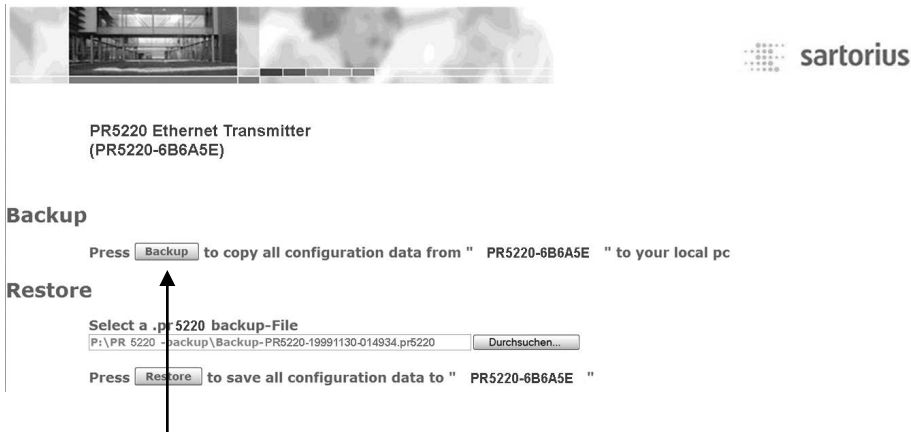 sartorius
PR5220 Ethernet Transmitter
(PR5220-6B6A5E)
Backup
Press Backup to copy all configuration data from " PR5220-6B6A5E " to your local pc
Restore
Select a .pr5220 backup-File
P:\PR 5220 -backup\Backup-PR5220-19991130-014934.pr5220 Durchsuchen...
Press Restore to save all configuration data to " PR5220-6B6A5E "